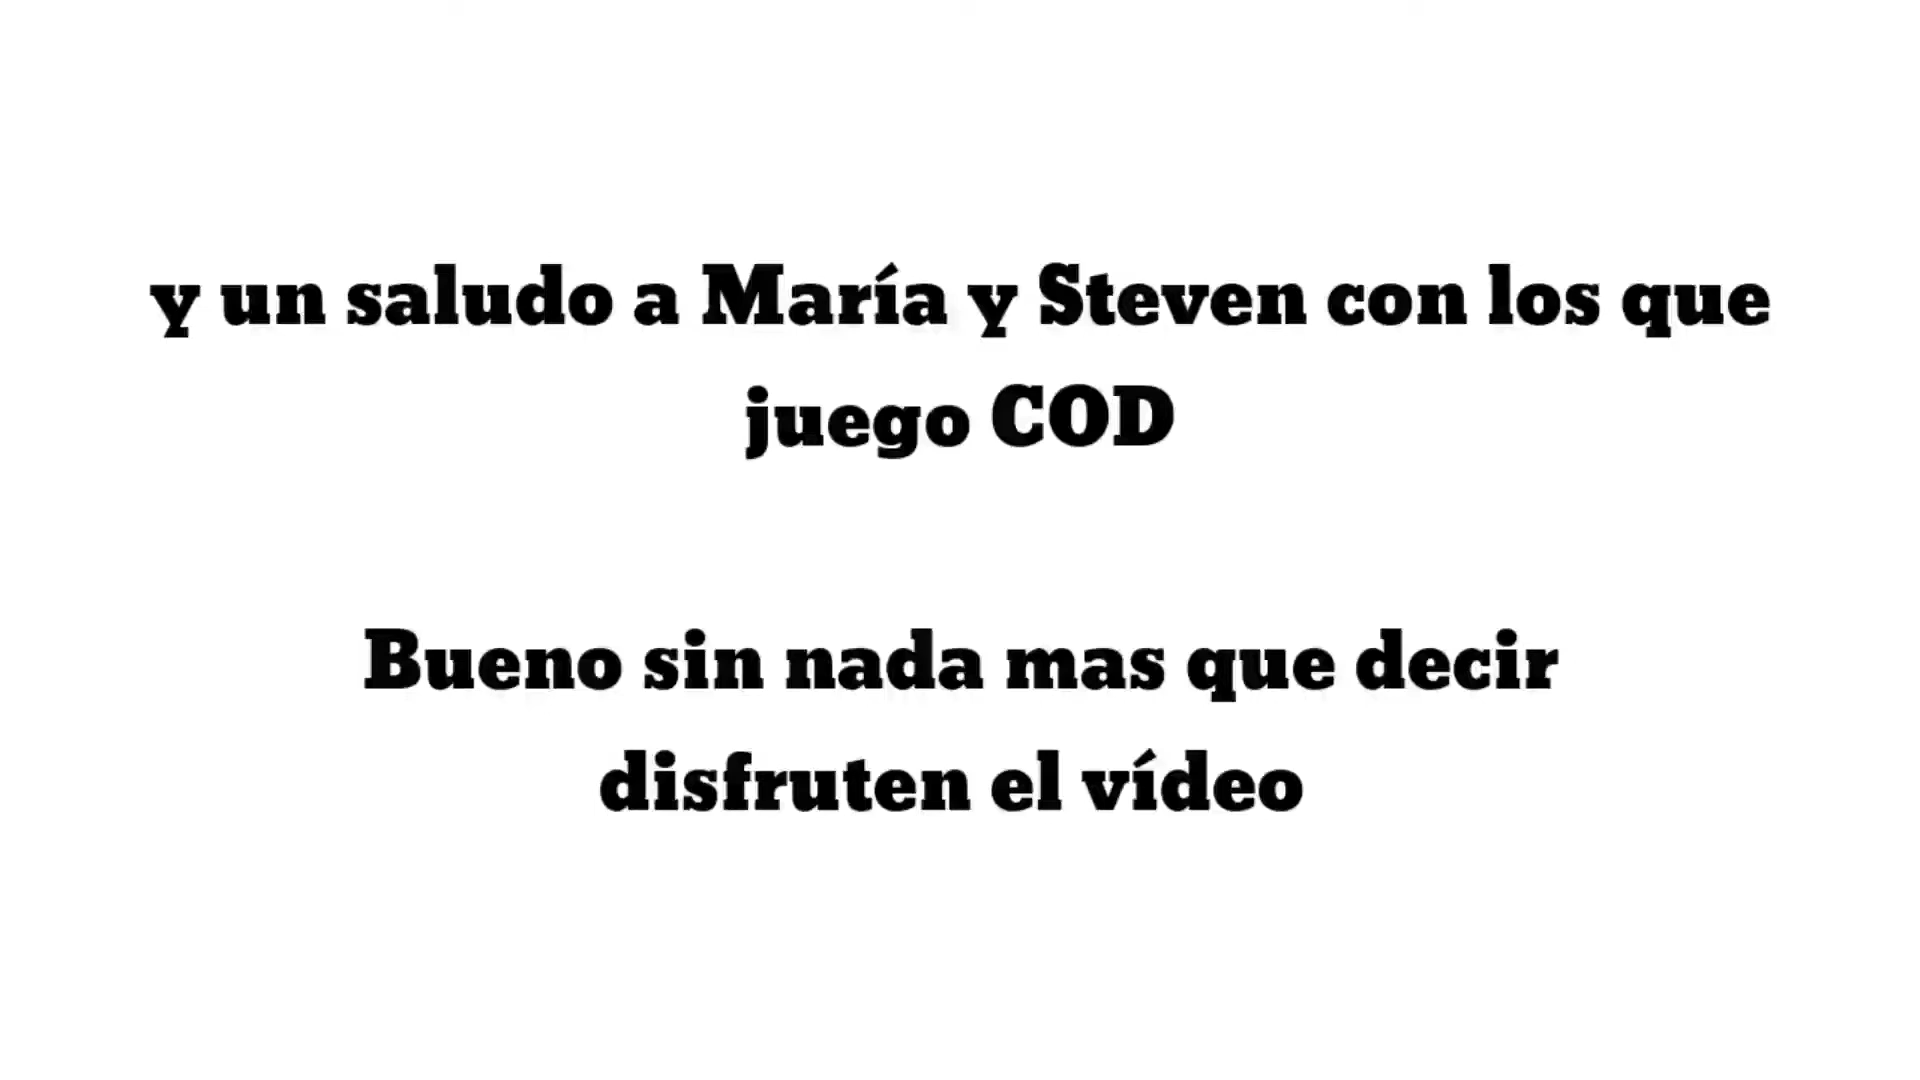 y un saludo a María y Steven con los que
juego COD
Bueno sin nada mas que decir
disfruten el vídeo